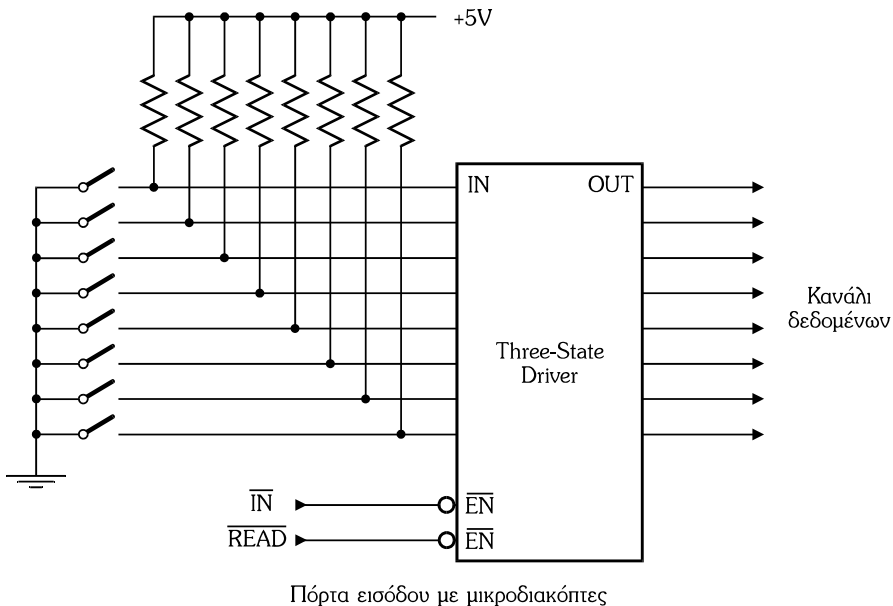 +5V
IN
OUT
Κανάλι
δεδομένων
Three-State
Driver
IN
EN
READ
EN
Πόρτα εισόδου με μικροδιακόπτες